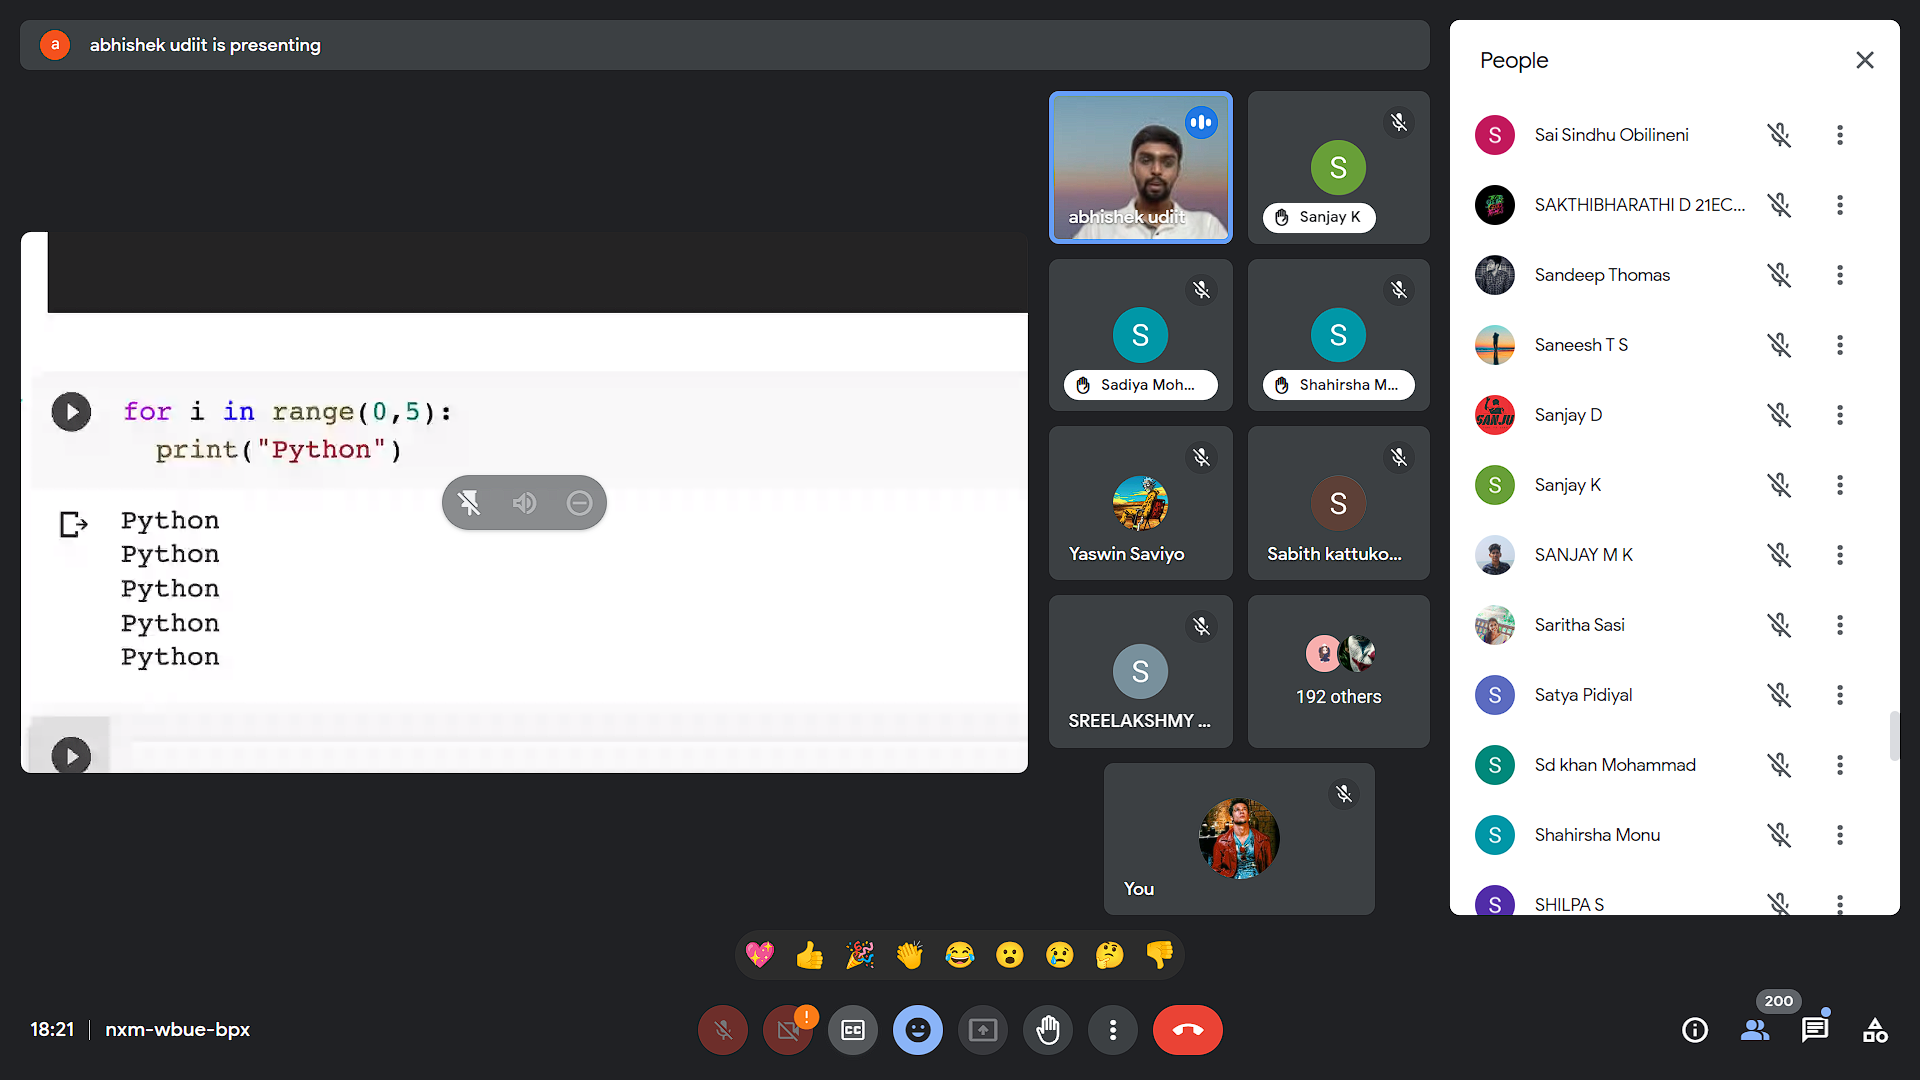 a
abhishek udiit is presenting
for i in range(0,5):
print("Python")
Python
Python
Python
Python
Python
abhishek udiit
S
Sanjay K
S
Sadiya Moh...
S
Shahirsha M...
Yaswin Saviyo
S
Sabith kattuko...
S
SREELAKSHMY ...
192 others
You
People
S
Sai Sindhu Obilineni
SAKTHIBHARATHI D 21EC...
Sandeep Thomas
Saneesh T S
SANJU
Sanjay D
S
Sanjay K
SANJAY M K
Saritha Sasi
S
Satya Pidiyal
S
Sd khan Mohammad
S
Shahirsha Monu
S
SHILPA S
18:21
nxm-wbue-bpx
!
CC
200